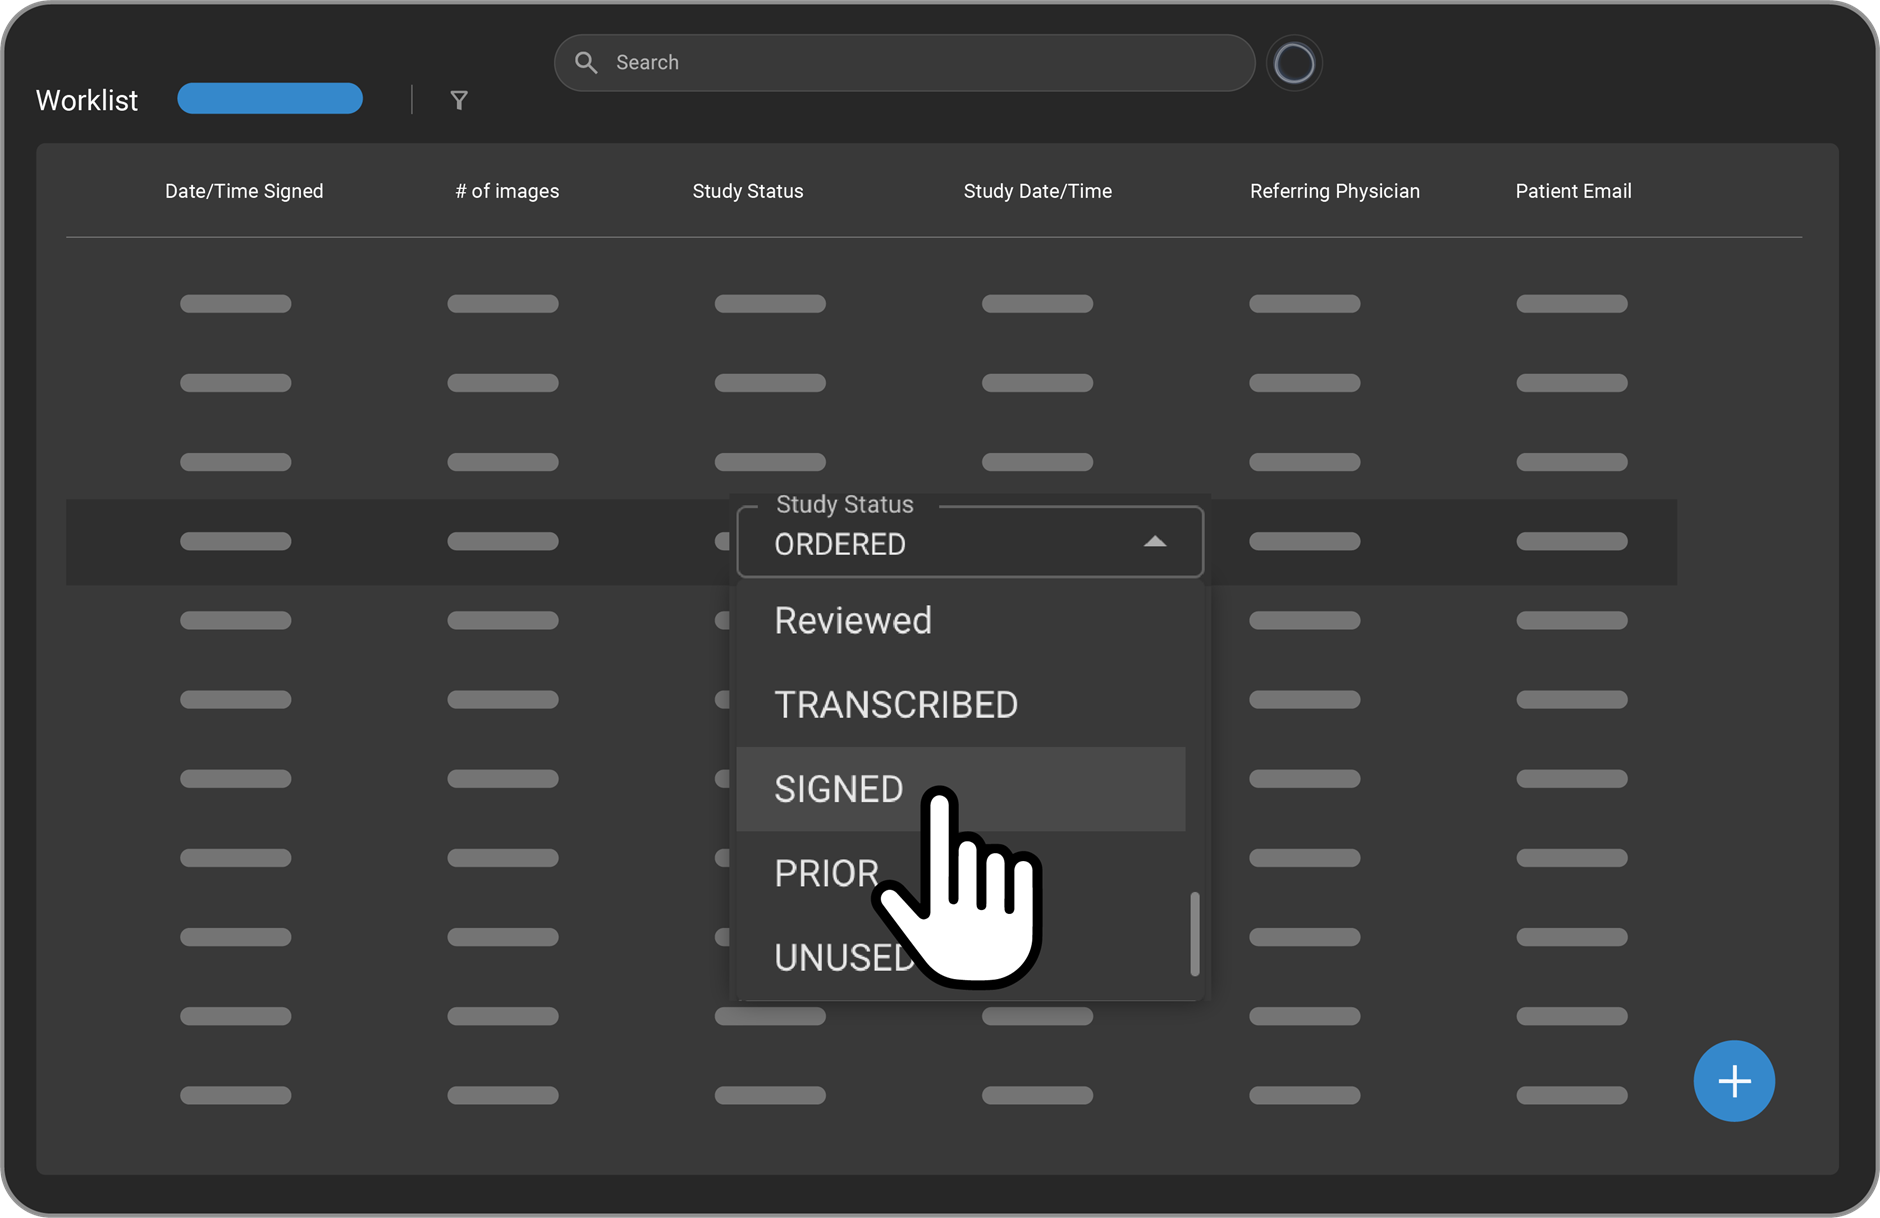 Search
Worklist
Date/Time Signed
# of images
Study Status
Study Date/Time
Referring Physician
Patient Email
Study Status
ORDERED
Reviewed
TRANSCRIBED
SIGNED
PRIOR
UNUSED